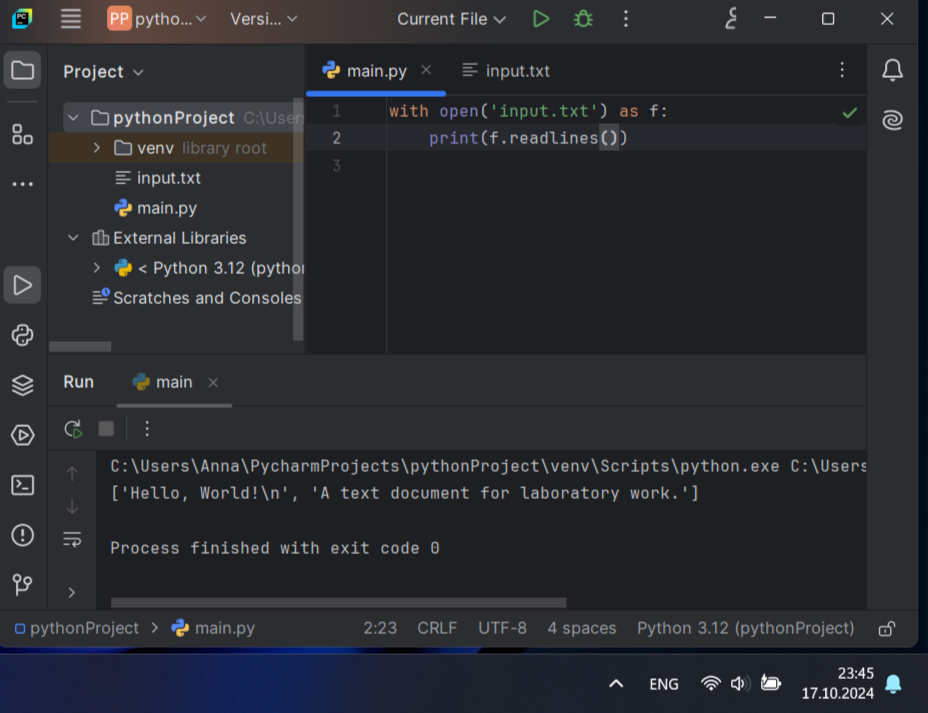 PC
PP pytho... Versi... Current File
Project
main.py
input.txt
pythonProject C:\Users
venv library root
input.txt
main.py
External Libraries
< Python 3.12 (pytho
Scratches and Consoles
1 with open('input.txt') as f:
2 print(f.readlines())
3
Run main
C:\Users\Anna\PycharmProjects\pythonProject\venv\Scripts\python.exe C:\Users
['Hello, World!\n', 'A text document for laboratory work.']
Process finished with exit code 0
pythonProject > main.py 2:23 CRLF UTF-8 4 spaces Python 3.12 (pythonProject)
ENG
23:45
17.10.2024